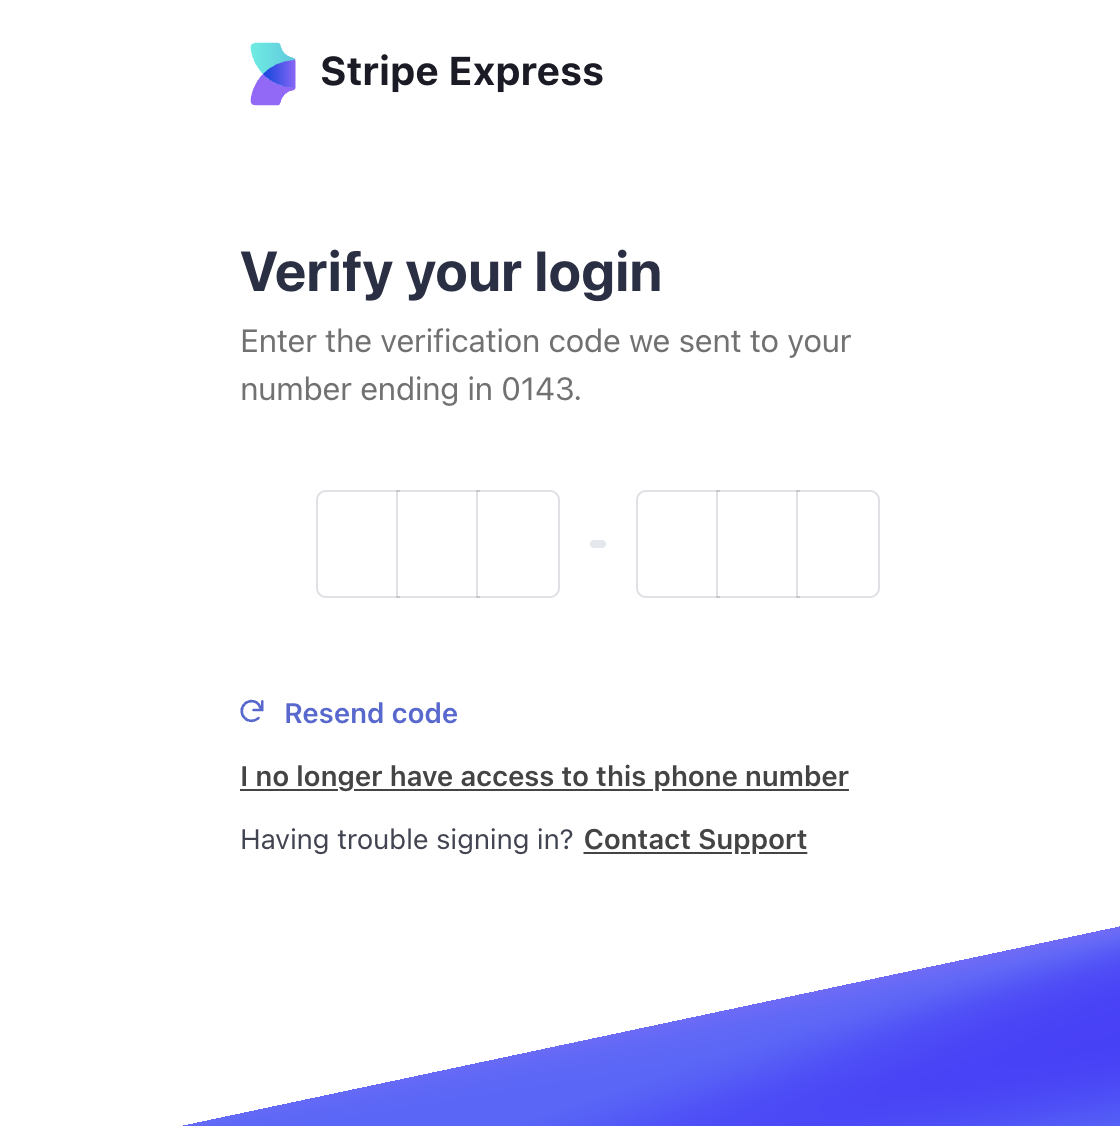 Stripe Express
Verify your login
Enter the verification code we sent to your
number ending in 0143.
-
Resend code
I no longer have access to this phone number
Having trouble signing in? Contact Support